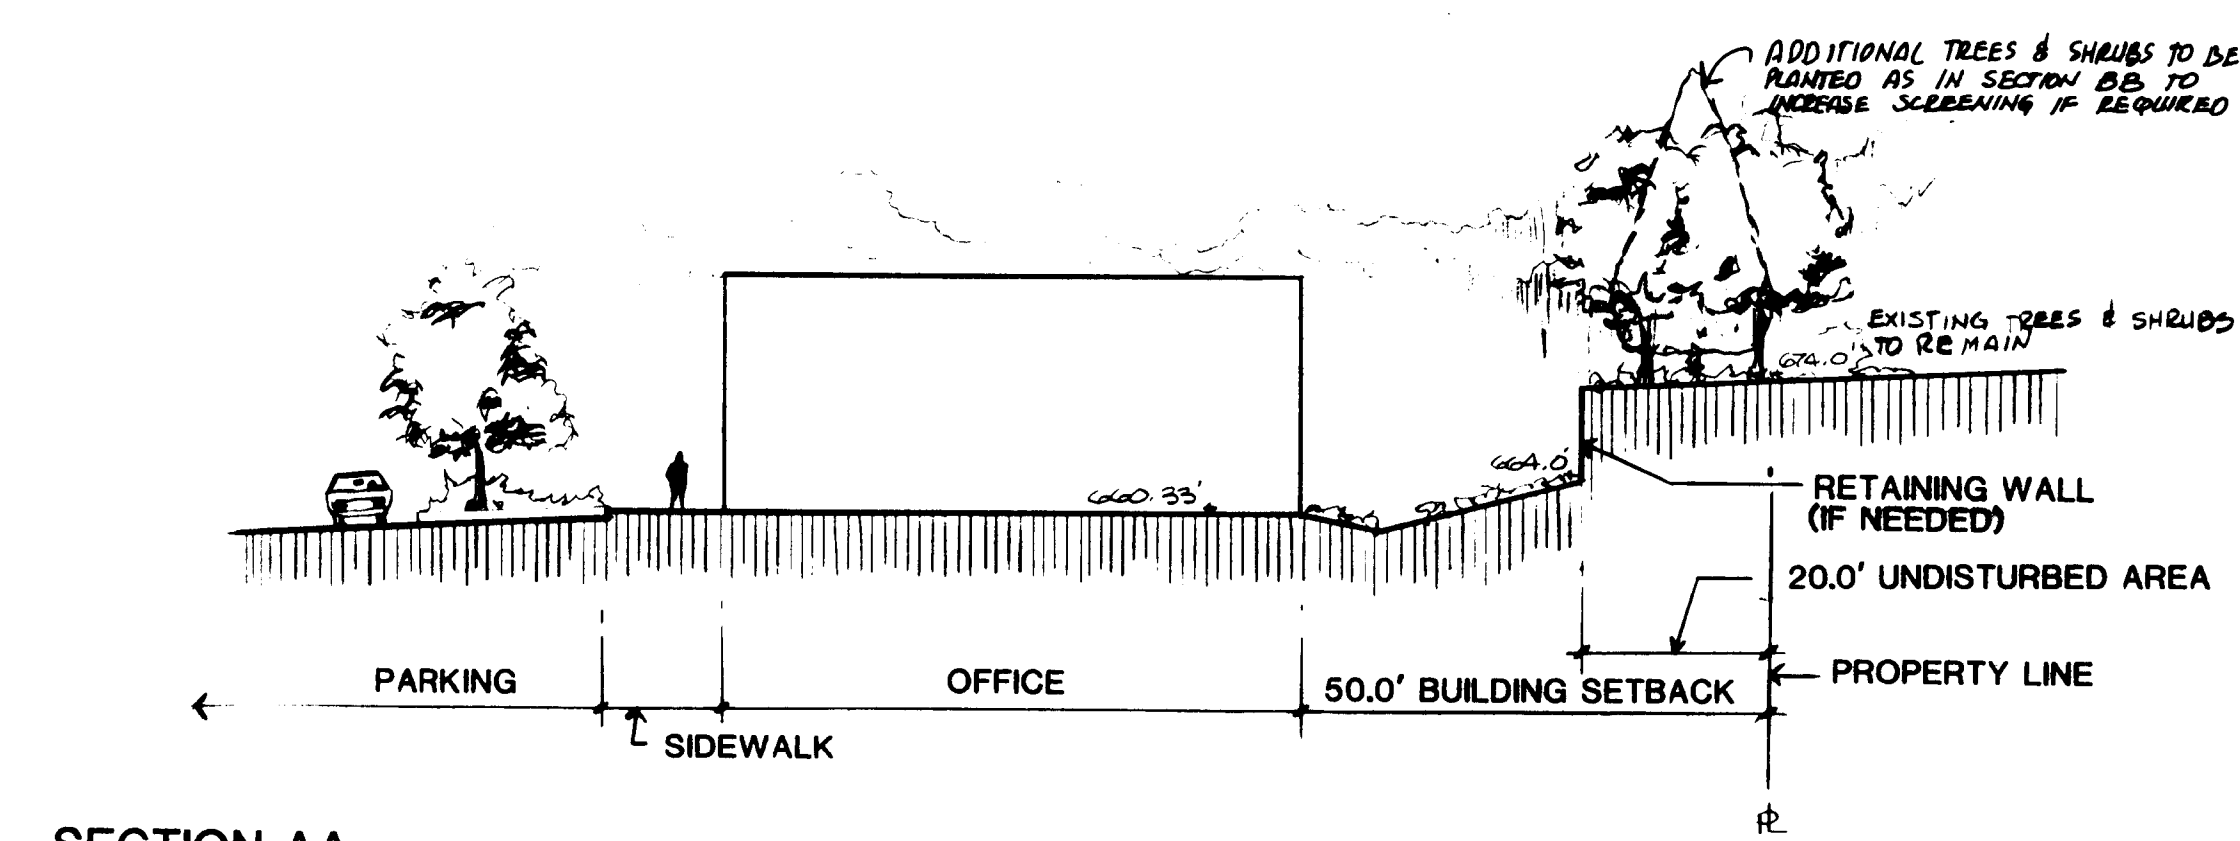 ADDITIONAL TREES & SHRUBS TO BE
PLANTED AS IN SECTION BB TO
INCREASE SCREENING IF REQUIRED
EXISTING TREES & SHRUBS
TO REMAIN
674.0'
664.0'
660.33'
RETAINING WALL
(IF NEEDED)
20.0' UNDISTURBED AREA
PROPERTY LINE
PARKING
OFFICE
50.0' BUILDING SETBACK
SIDEWALK
PL
SECTION AA